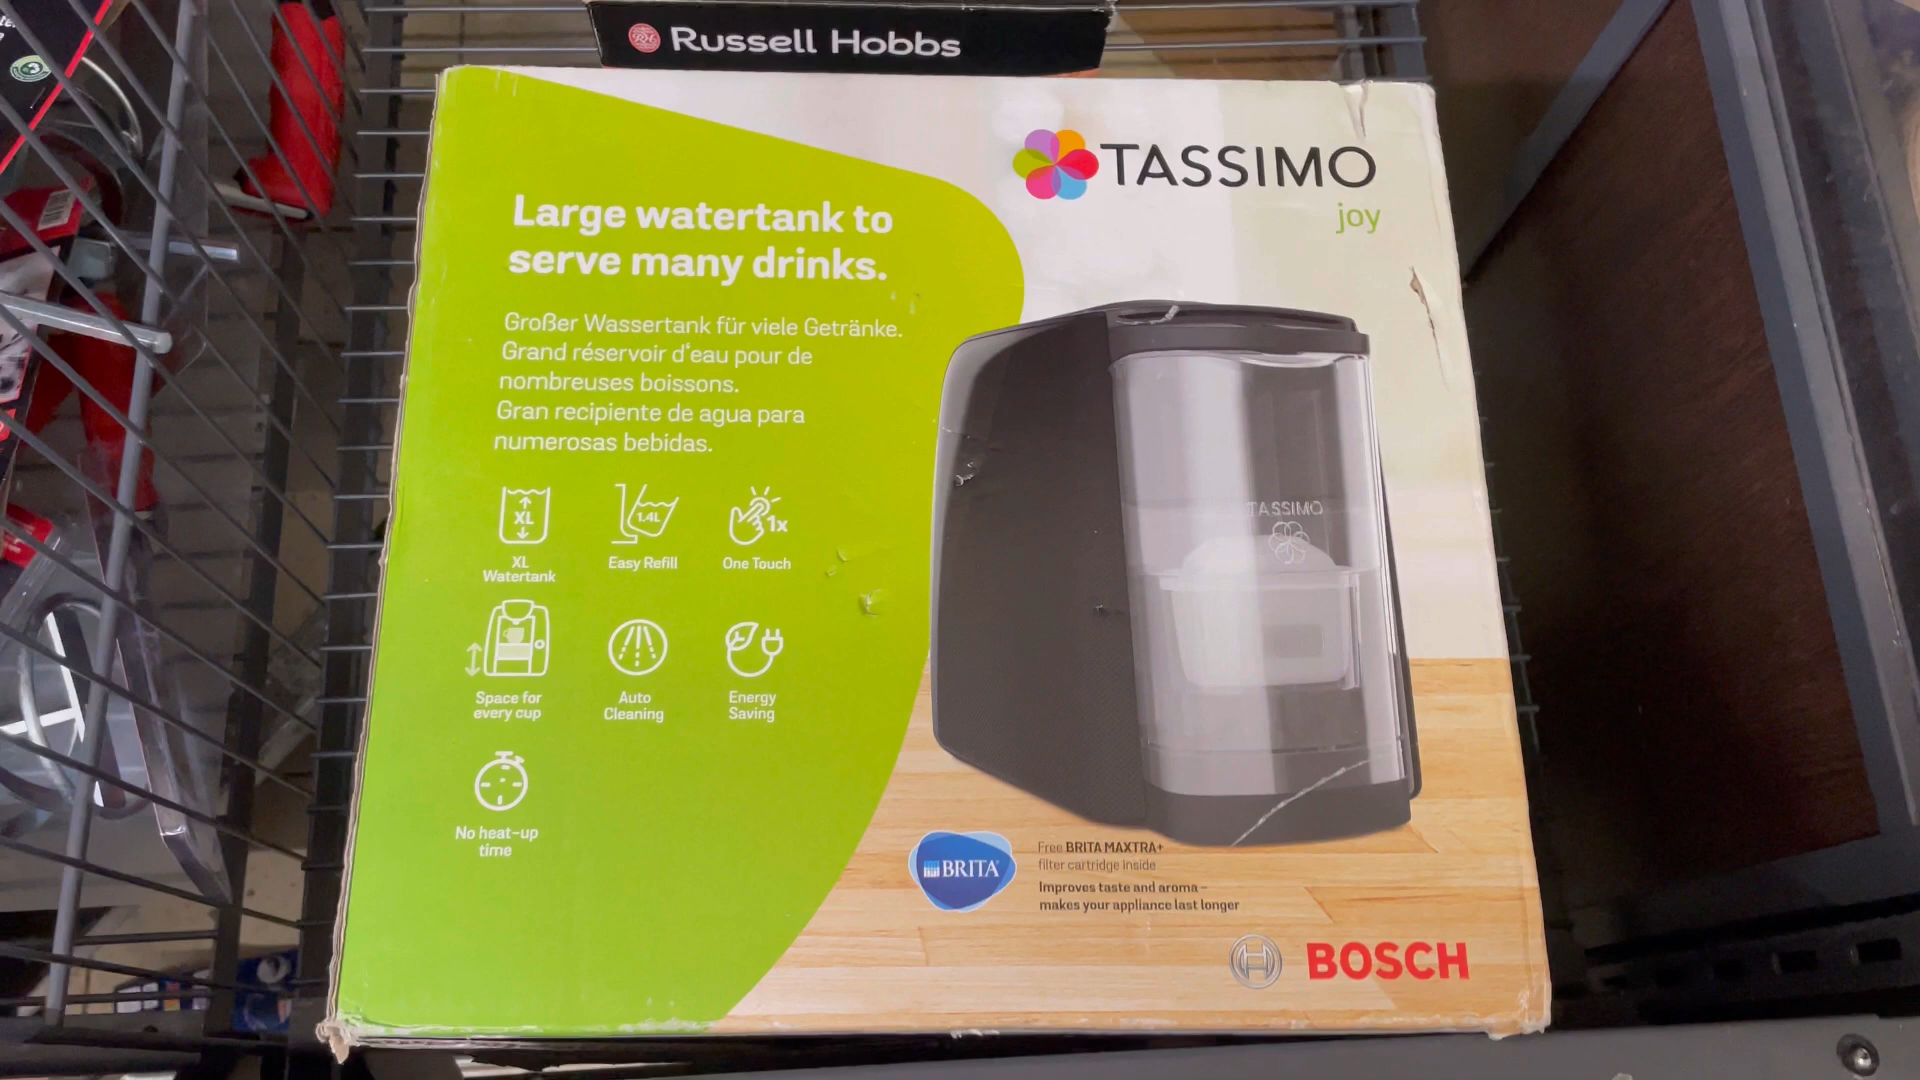 Russell Hobbs
TASSIMO
joy
Large watertank to
serve many drinks.
Großer Wassertank für viele Getränke.
Grand réservoir d'eau pour de
nombreuses boissons.
Gran recipiente de agua para
numerosas bebidas.
XL
XL
Watertank
1.4L
Easy Refill
1x
One Touch
Space for
every cup
Auto
Cleaning
Energy
Saving
No heat-up
time
TASSIMO
BRITA
Free BRITA MAXTRA+
filter cartridge inside
Improves taste and aroma –
makes your appliance last longer
BOSCH